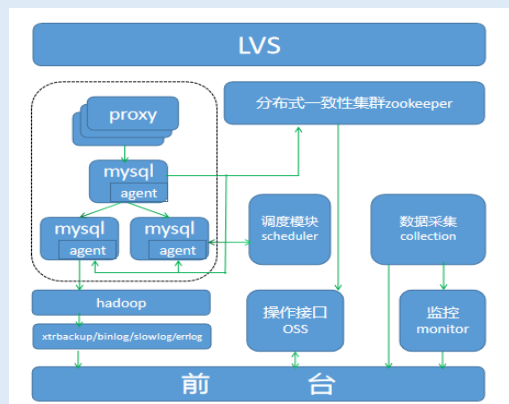 LVS
proxy
分布式一致性集群zookeeper
mysql
agent
mysql
agent
mysql
agent
调度模块
scheduler
数据采集
collection
hadoop
操作接口
OSS
监控
monitor
xtrbackup/binlog/slowlog/errlog
前 台